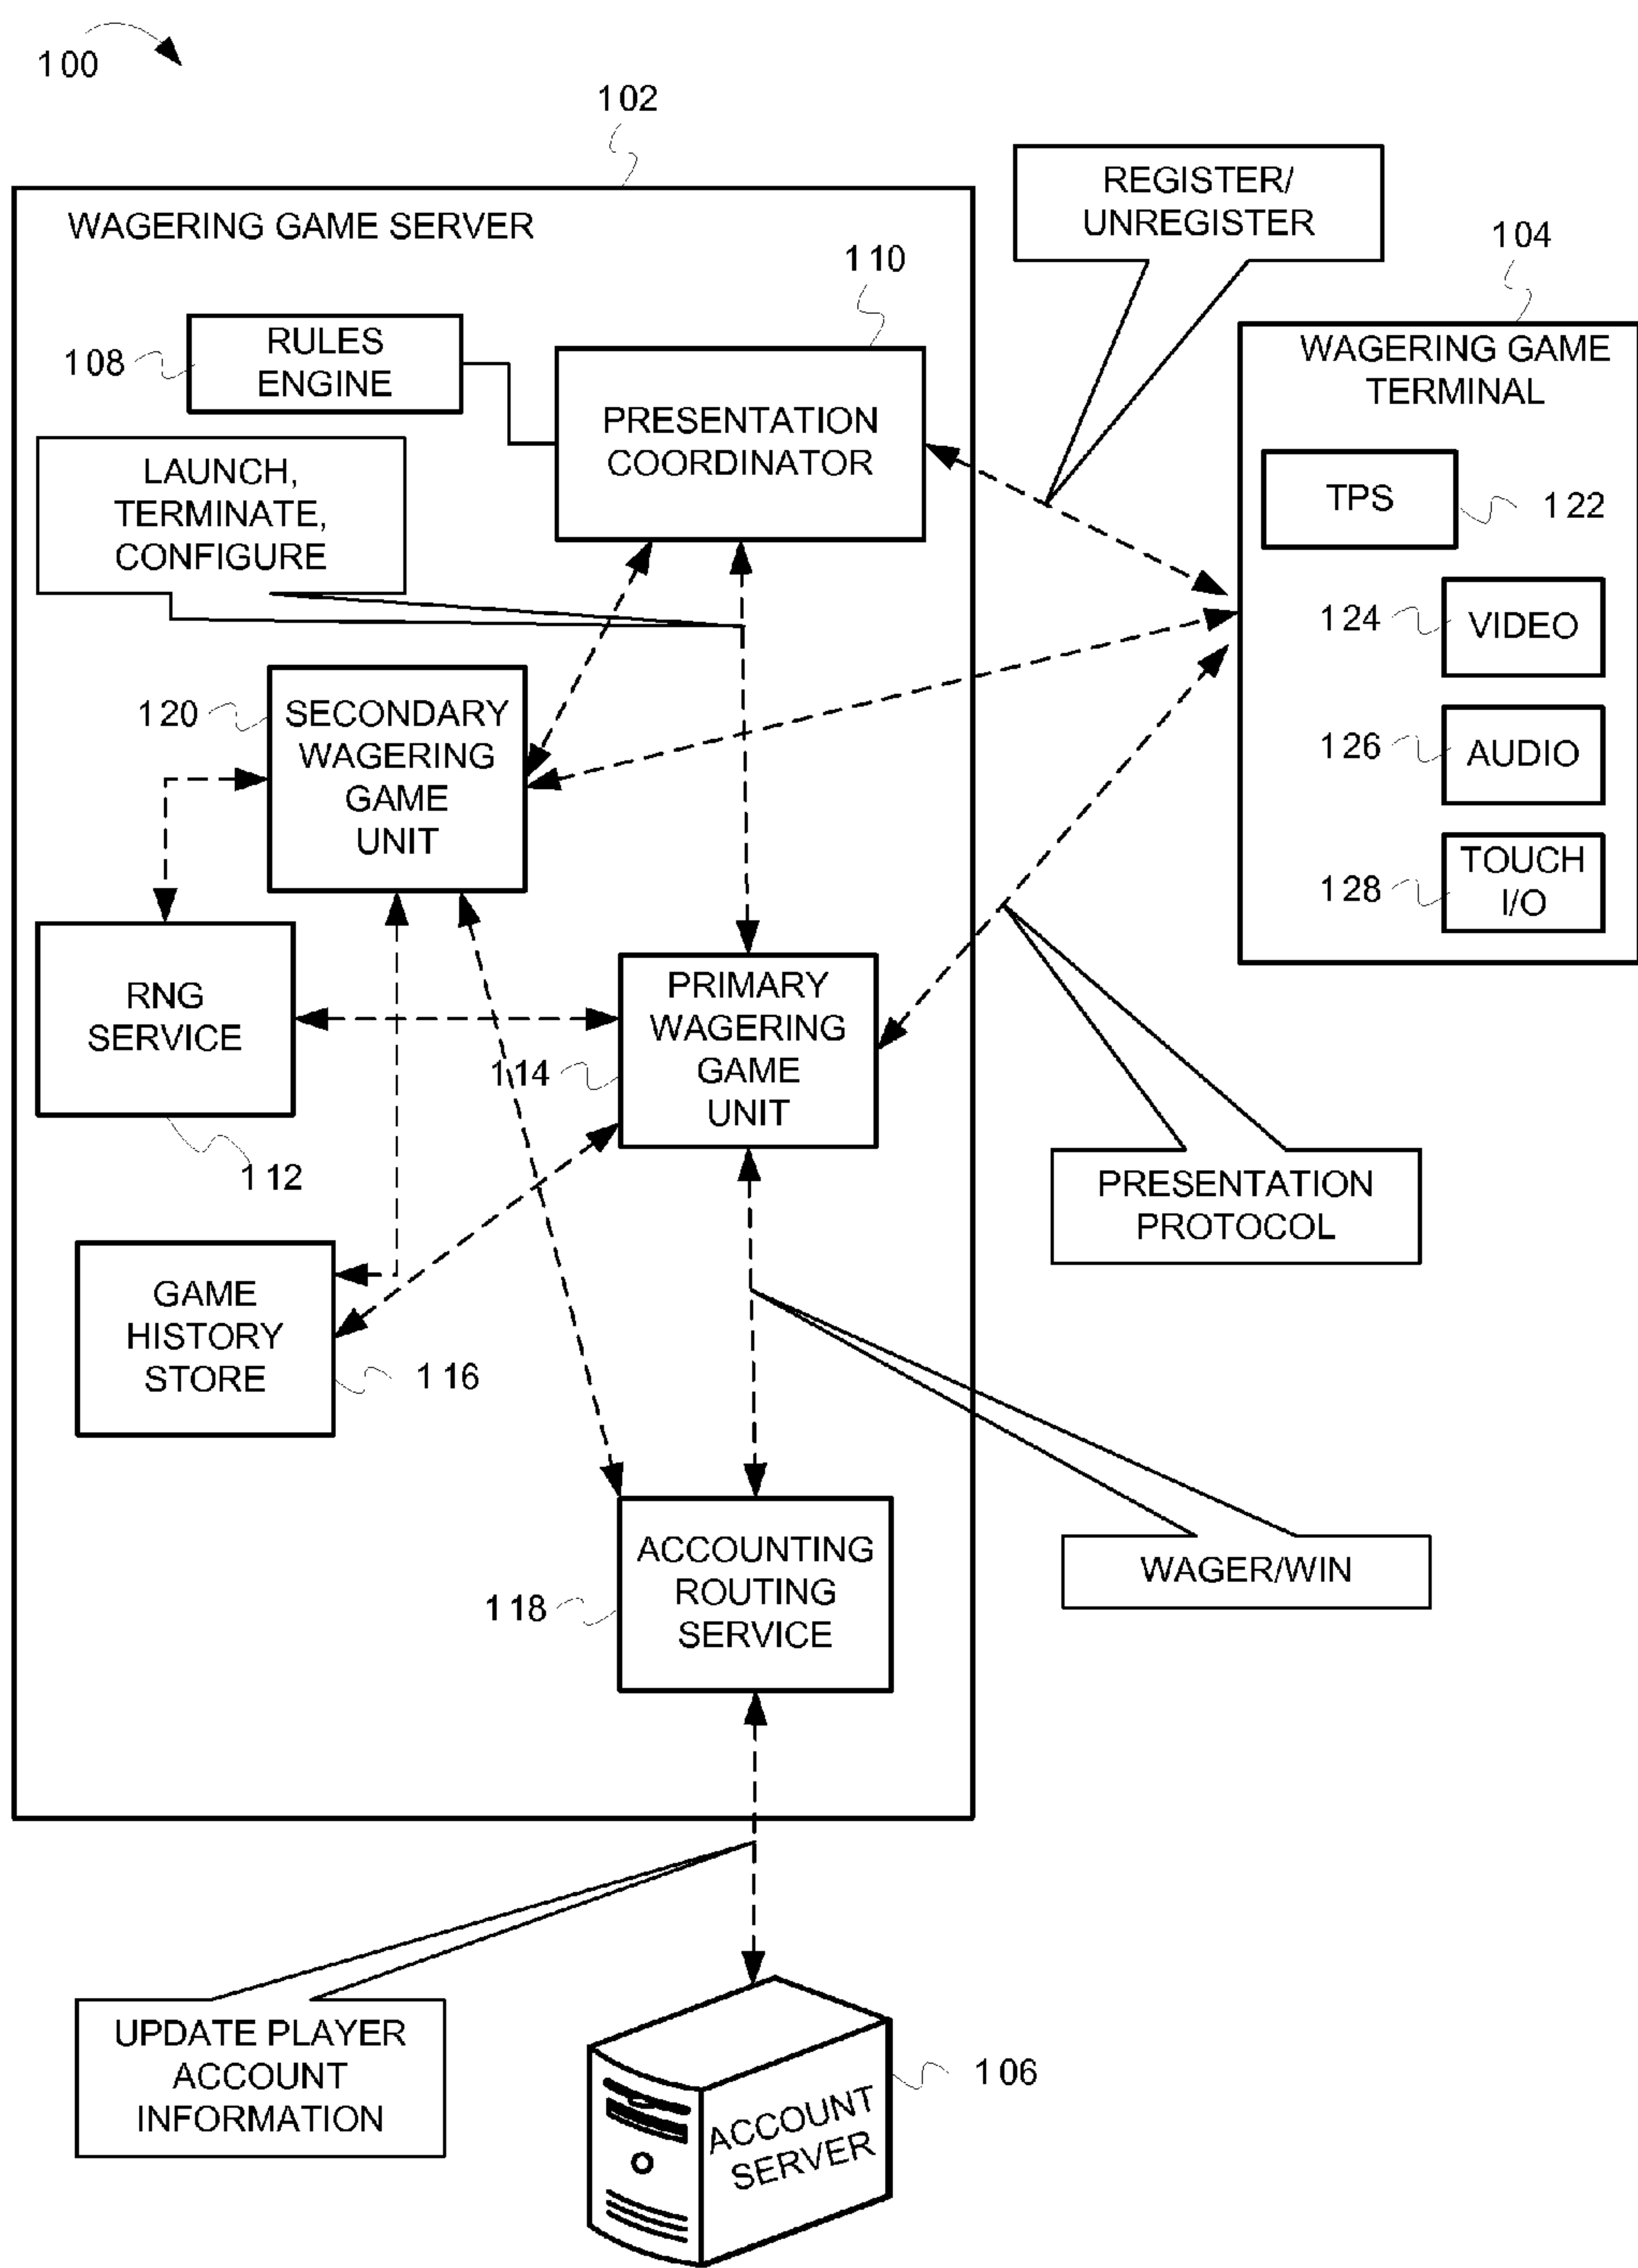 100
102
WAGERING GAME SERVER
REGISTER/
UNREGISTER
104
110
108
RULES
ENGINE
PRESENTATION
COORDINATOR
WAGERING GAME
TERMINAL
LAUNCH,
TERMINATE,
CONFIGURE
TPS
122
124
VIDEO
120
SECONDARY
WAGERING
GAME
UNIT
126
AUDIO
128
TOUCH
I/O
RNG
SERVICE
112
PRIMARY
WAGERING
GAME
UNIT
114
PRESENTATION
PROTOCOL
GAME
HISTORY
STORE
116
ACCOUNTING
ROUTING
SERVICE
118
WAGER/WIN
UPDATE PLAYER
ACCOUNT
INFORMATION
106
ACCOUNT
SERVER